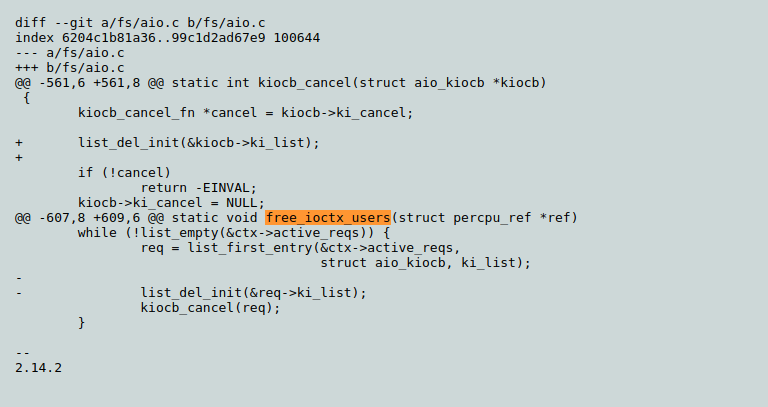 diff --git a/fs/aio.c b/fs/aio.c
index 6204c1b81a36..99c1d2ad67e9 100644
--- a/fs/aio.c
+++ b/fs/aio.c
@@ -561,6 +561,8 @@ static int kiocb_cancel(struct aio_kiocb *kiocb)
 {
        kiocb_cancel_fn *cancel = kiocb->ki_cancel;

+       list_del_init(&kiocb->ki_list);
+
        if (!cancel)
                return -EINVAL;
        kiocb->ki_cancel = NULL;
@@ -607,8 +609,6 @@ static void free_ioctx_users(struct percpu_ref *ref)
        while (!list_empty(&ctx->active_reqs)) {
                req = list_first_entry(&ctx->active_reqs,
                                       struct aio_kiocb, ki_list);
-
-               list_del_init(&req->ki_list);
                kiocb_cancel(req);
        }

--
2.14.2